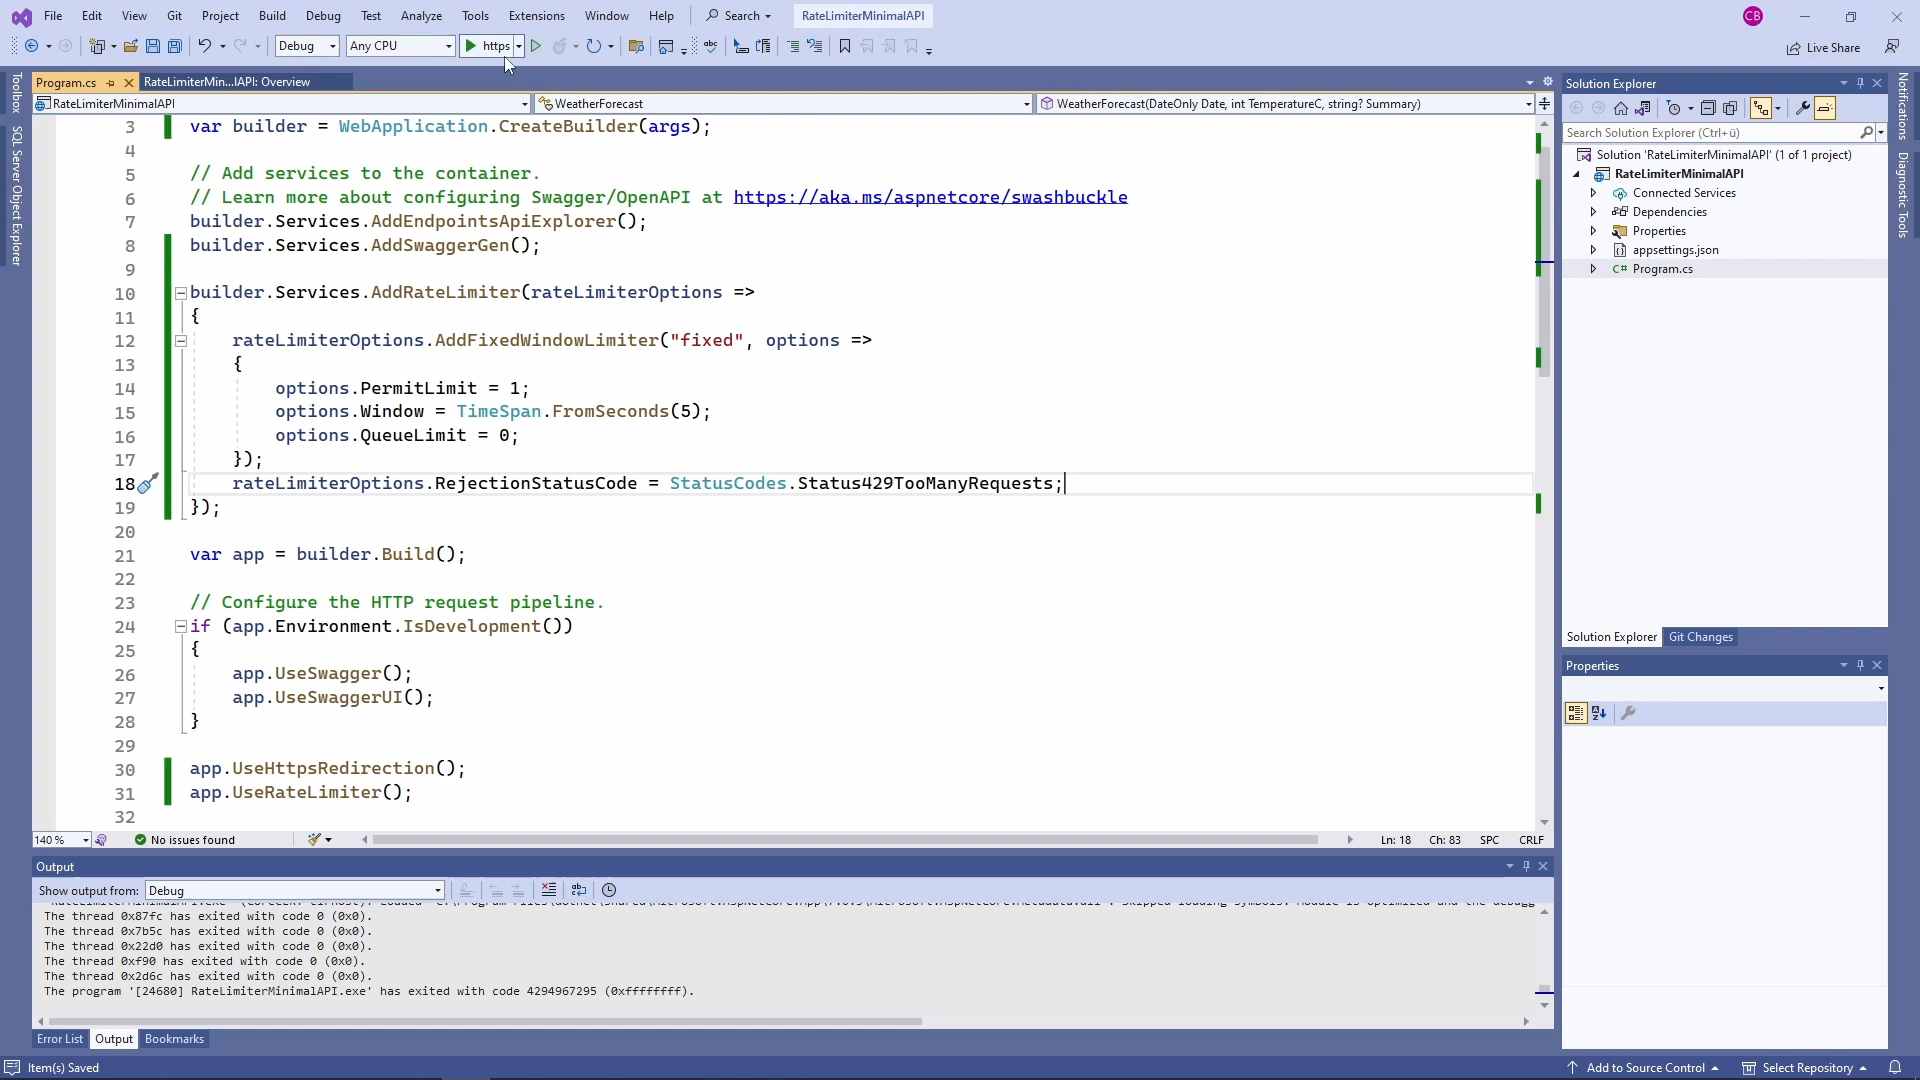 File Edit View Git Project Build Debug Test Analyze Tools Extensions Window Help Search RateLimiterMinimalAPI CB
Debug Any CPU https Live Share
Program.cs RateLimiterMin...IAPI: Overview
RateLimiterMinimalAPI WeatherForecast WeatherForecast(DateOnly Date, int TemperatureC, string? Summary)
Toolbox
SQL Server Object Explorer
3 var builder = WebApplication.CreateBuilder(args);
4
5 // Add services to the container.
6 // Learn more about configuring Swagger/OpenAPI at https://aka.ms/aspnetcore/swashbuckle
7 builder.Services.AddEndpointsApiExplorer();
8 builder.Services.AddSwaggerGen();
9
10 builder.Services.AddRateLimiter(rateLimiterOptions =>
11 {
12 rateLimiterOptions.AddFixedWindowLimiter("fixed", options =>
13 {
14 options.PermitLimit = 1;
15 options.Window = TimeSpan.FromSeconds(5);
16 options.QueueLimit = 0;
17 });
18 rateLimiterOptions.RejectionStatusCode = StatusCodes.Status429TooManyRequests;
19 });
20
21 var app = builder.Build();
22
23 // Configure the HTTP request pipeline.
24 if (app.Environment.IsDevelopment())
25 {
26 app.UseSwagger();
27 app.UseSwaggerUI();
28 }
29
30 app.UseHttpsRedirection();
31 app.UseRateLimiter();
32
140 % No issues found Ln: 18 Ch: 83 SPC CRLF
Output
Show output from: Debug
The thread 0x87fc has exited with code 0 (0x0).
The thread 0x7b5c has exited with code 0 (0x0).
The thread 0x22d0 has exited with code 0 (0x0).
The thread 0xf90 has exited with code 0 (0x0).
The thread 0x2d6c has exited with code 0 (0x0).
The program '[24680] RateLimiterMinimalAPI.exe' has exited with code 4294967295 (0xffffffff).
Error List Output Bookmarks
Solution Explorer
Search Solution Explorer (Ctrl+ü)
Solution 'RateLimiterMinimalAPI' (1 of 1 project)
RateLimiterMinimalAPI
Connected Services
Dependencies
Properties
appsettings.json
C# Program.cs
Solution Explorer Git Changes
Properties
Notifications
Diagnostic Tools
Item(s) Saved Add to Source Control Select Repository